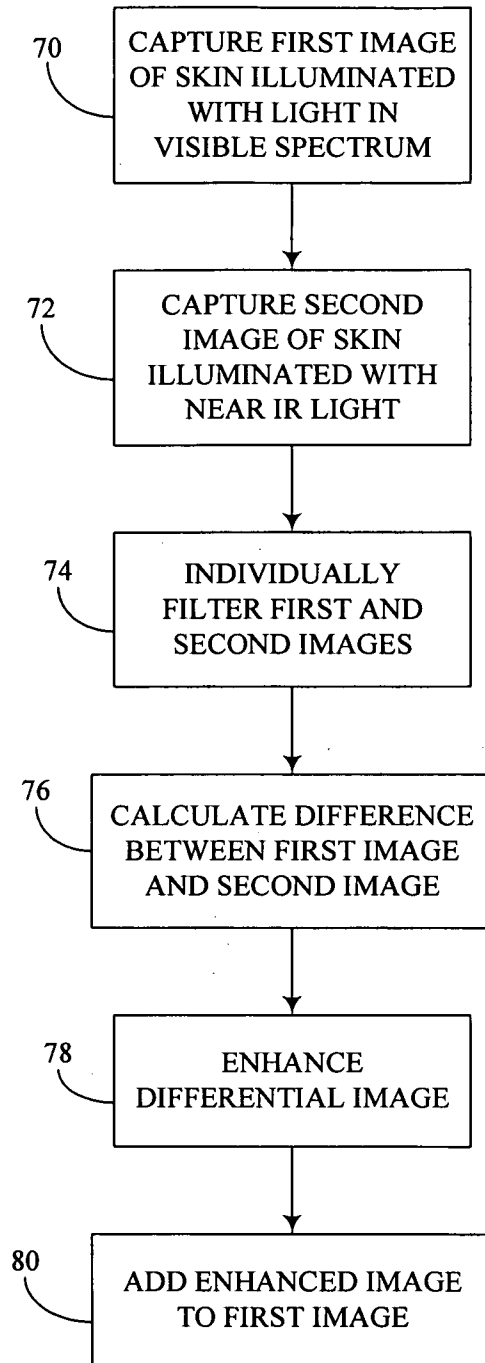 70
CAPTURE FIRST IMAGE
OF SKIN ILLUMINATED
WITH LIGHT IN
VISIBLE SPECTRUM
72
CAPTURE SECOND
IMAGE OF SKIN
ILLUMINATED WITH
NEAR IR LIGHT
74
INDIVIDUALLY
FILTER FIRST AND
SECOND IMAGES
76
CALCULATE DIFFERENCE
BETWEEN FIRST IMAGE
AND SECOND IMAGE
78
ENHANCE
DIFFERENTIAL IMAGE
80
ADD ENHANCED IMAGE
TO FIRST IMAGE